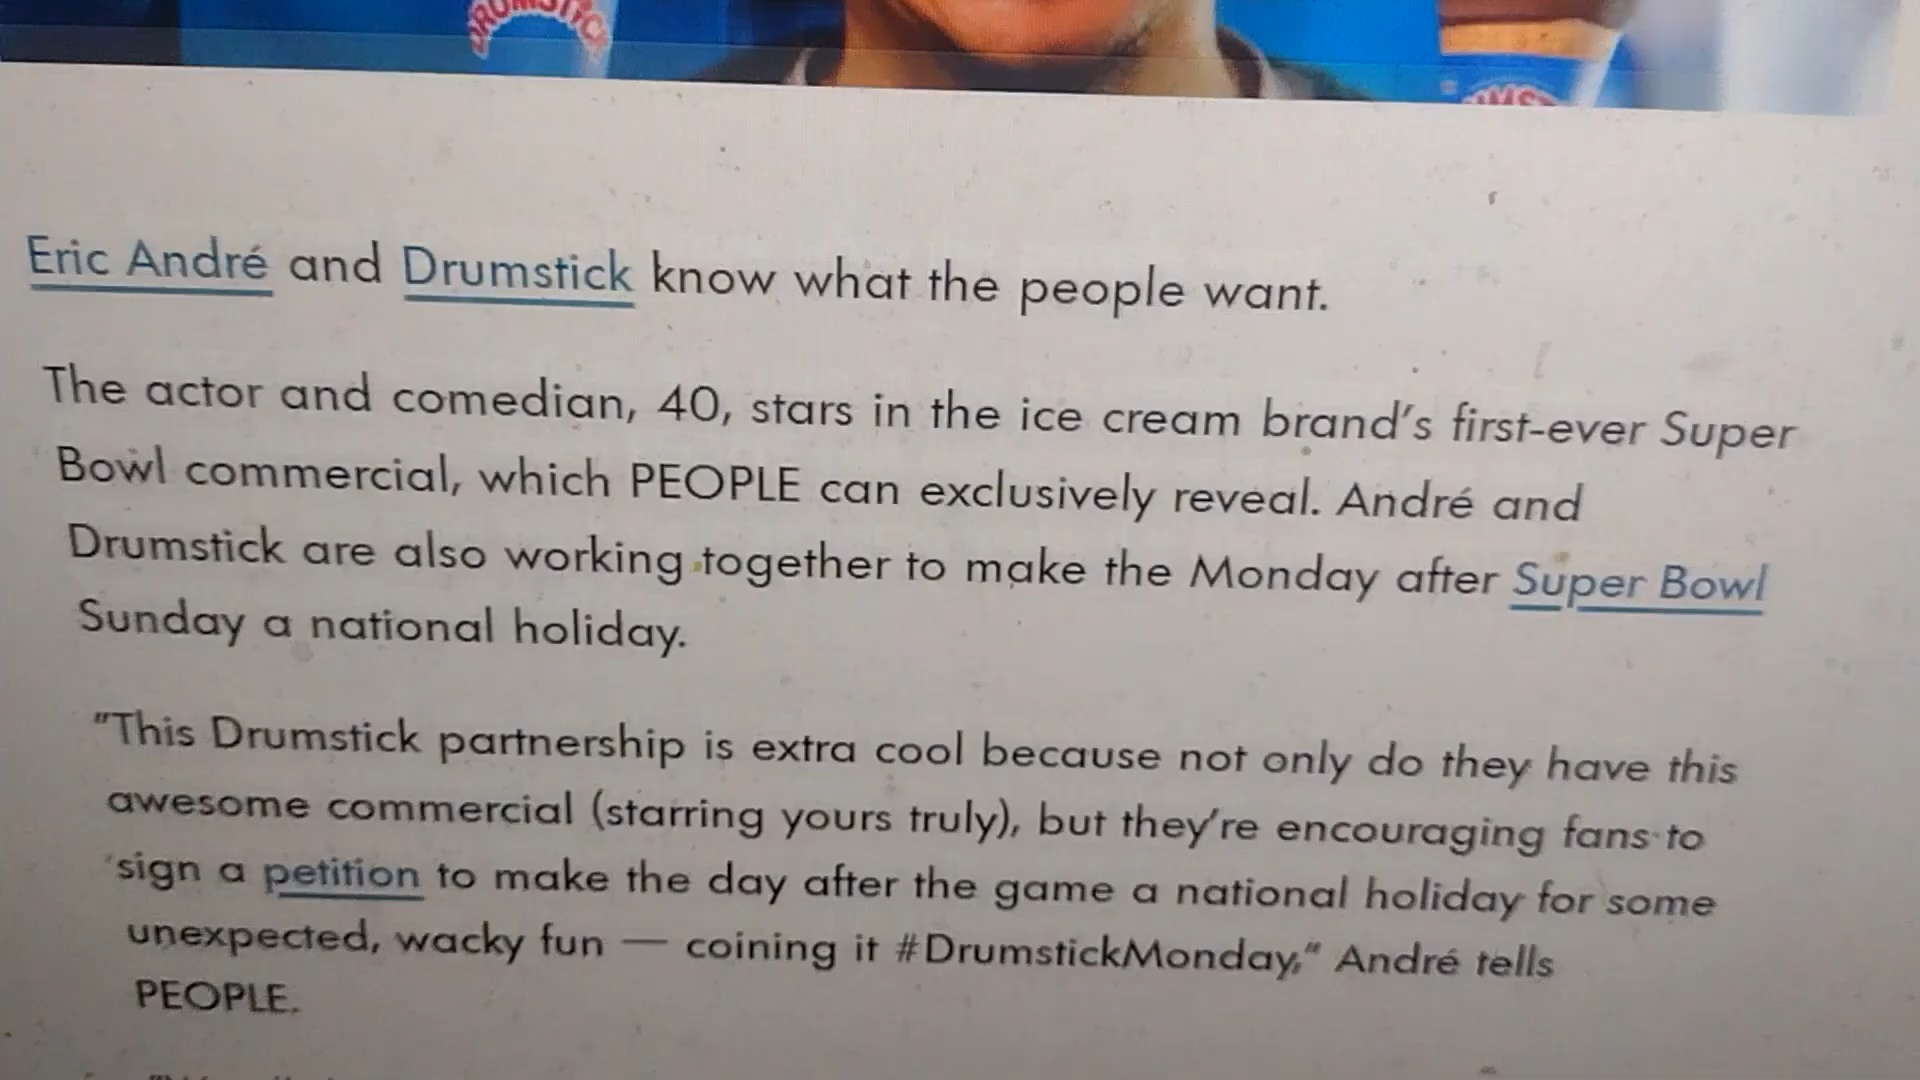 DRUMSTICK
Eric André and Drumstick know what the people want.
The actor and comedian, 40, stars in the ice cream brand’s first-ever Super
Bowl commercial, which PEOPLE can exclusively reveal. André and
Drumstick are also working together to make the Monday after Super Bowl
Sunday a national holiday.
"This Drumstick partnership is extra cool because not only do they have this
awesome commercial (starring yours truly), but they’re encouraging fans to
sign a petition to make the day after the game a national holiday for some
unexpected, wacky fun — coining it #DrumstickMonday," André tells
PEOPLE.